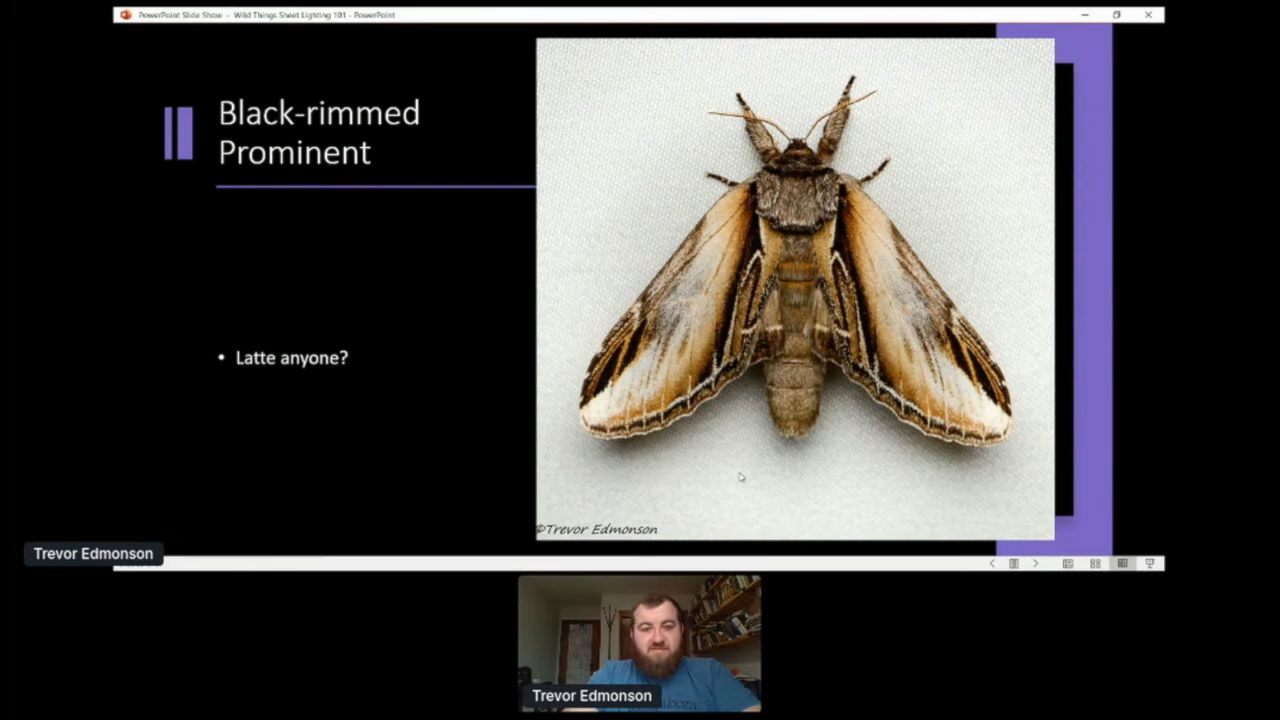 PowerPoint Slide Show - Wild Things Sheet Lighting 101 - PowerPoint
Black-rimmed
Prominent
• Latte anyone?
©Trevor Edmonson
Trevor Edmonson
Trevor Edmonson